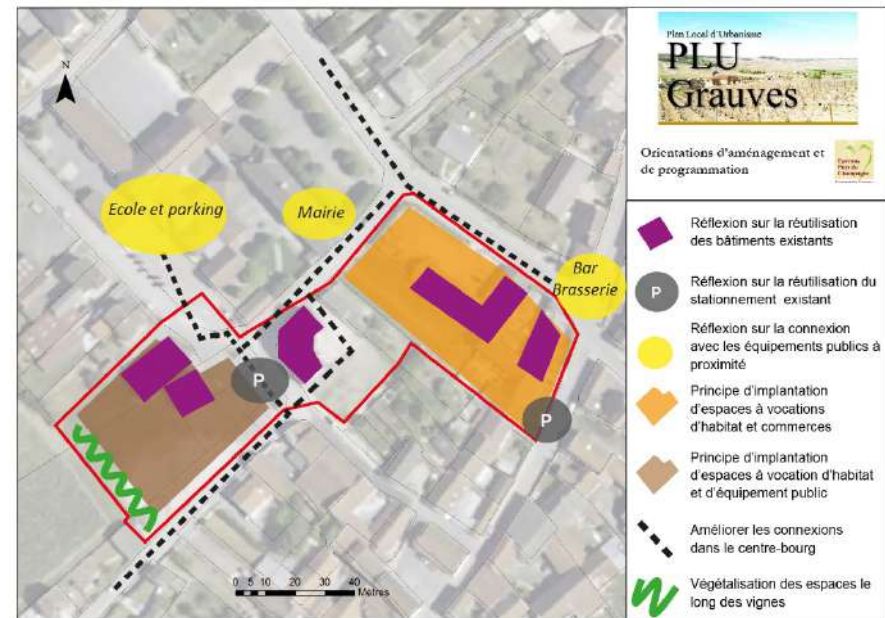 N
Ecole et parking
Mairie
Bar
Brasserie
P
P
0 5 10 20 30 40
Metres
Plan Local d'Urbanisme
PLU
Grauves
Orientations d'aménagement et
de programmation
Réflexion sur la réutilisation
des bâtiments existants
P
Réflexion sur la réutilisation du
stationnement existant
Réflexion sur la connexion
avec les équipements publics à
proximité
Principe d'implantation
d'espaces à vocations
d'habitat et commerces
Principe d'implantation
d'espaces à vocation d'habitat
et d'équipement public
Améliorer les connexions
dans le centre-bourg
Végétalisation des espaces le
long des vignes